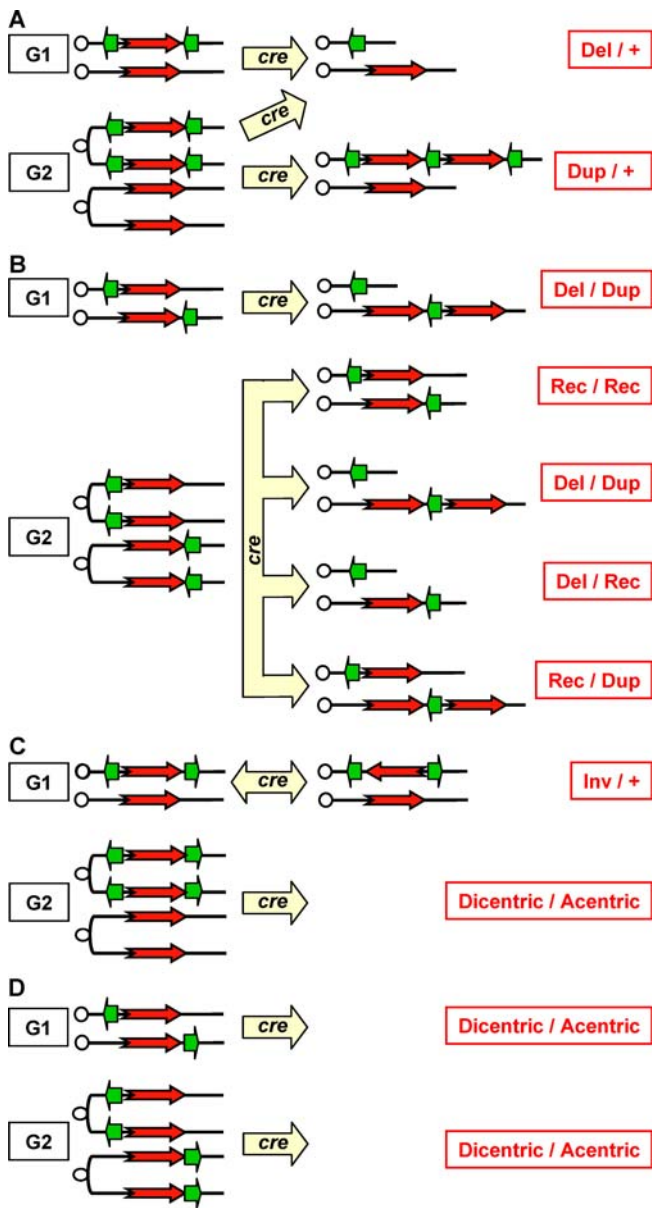 A
G1
cre
Del / +
cre
G2
cre
Dup / +
B
G1
cre
Del / Dup
Rec / Rec
G2
cre
Del / Dup
Del / Rec
Rec / Dup
C
G1
cre
Inv / +
G2
cre
Dicentric / Acentric
D
G1
cre
Dicentric / Acentric
G2
cre
Dicentric / Acentric